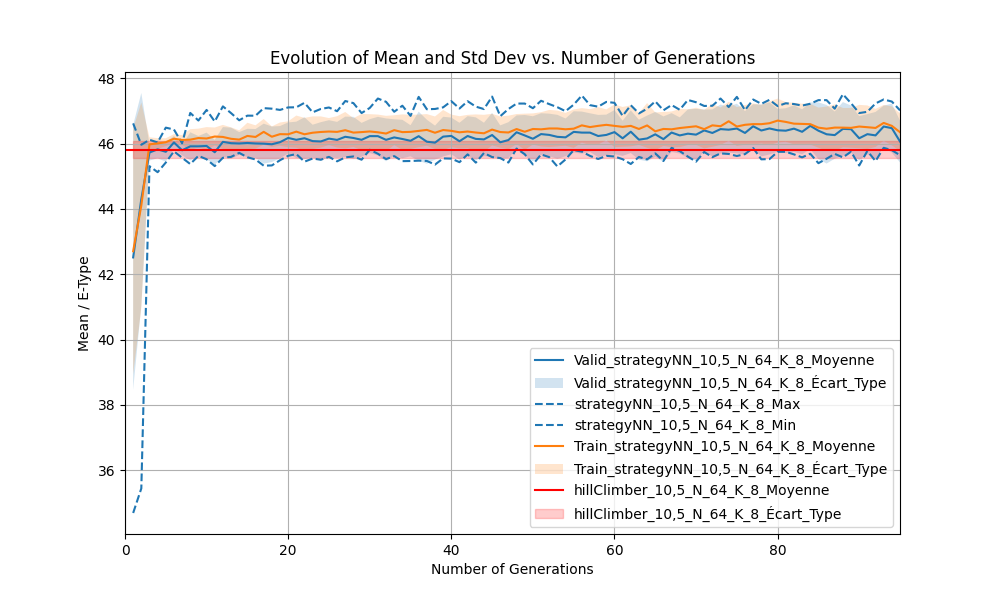 Evolution of Mean and Std Dev vs. Number of Generations
48
46
44
42
40
38
36
Mean / E-Type
0
20
40
60
80
Number of Generations
Valid_strategyNN_10,5_N_64_K_8_Moyenne
Valid_strategyNN_10,5_N_64_K_8_Écart_Type
strategyNN_10,5_N_64_K_8_Max
strategyNN_10,5_N_64_K_8_Min
Train_strategyNN_10,5_N_64_K_8_Moyenne
Train_strategyNN_10,5_N_64_K_8_Écart_Type
hillClimber_10,5_N_64_K_8_Moyenne
hillClimber_10,5_N_64_K_8_Écart_Type